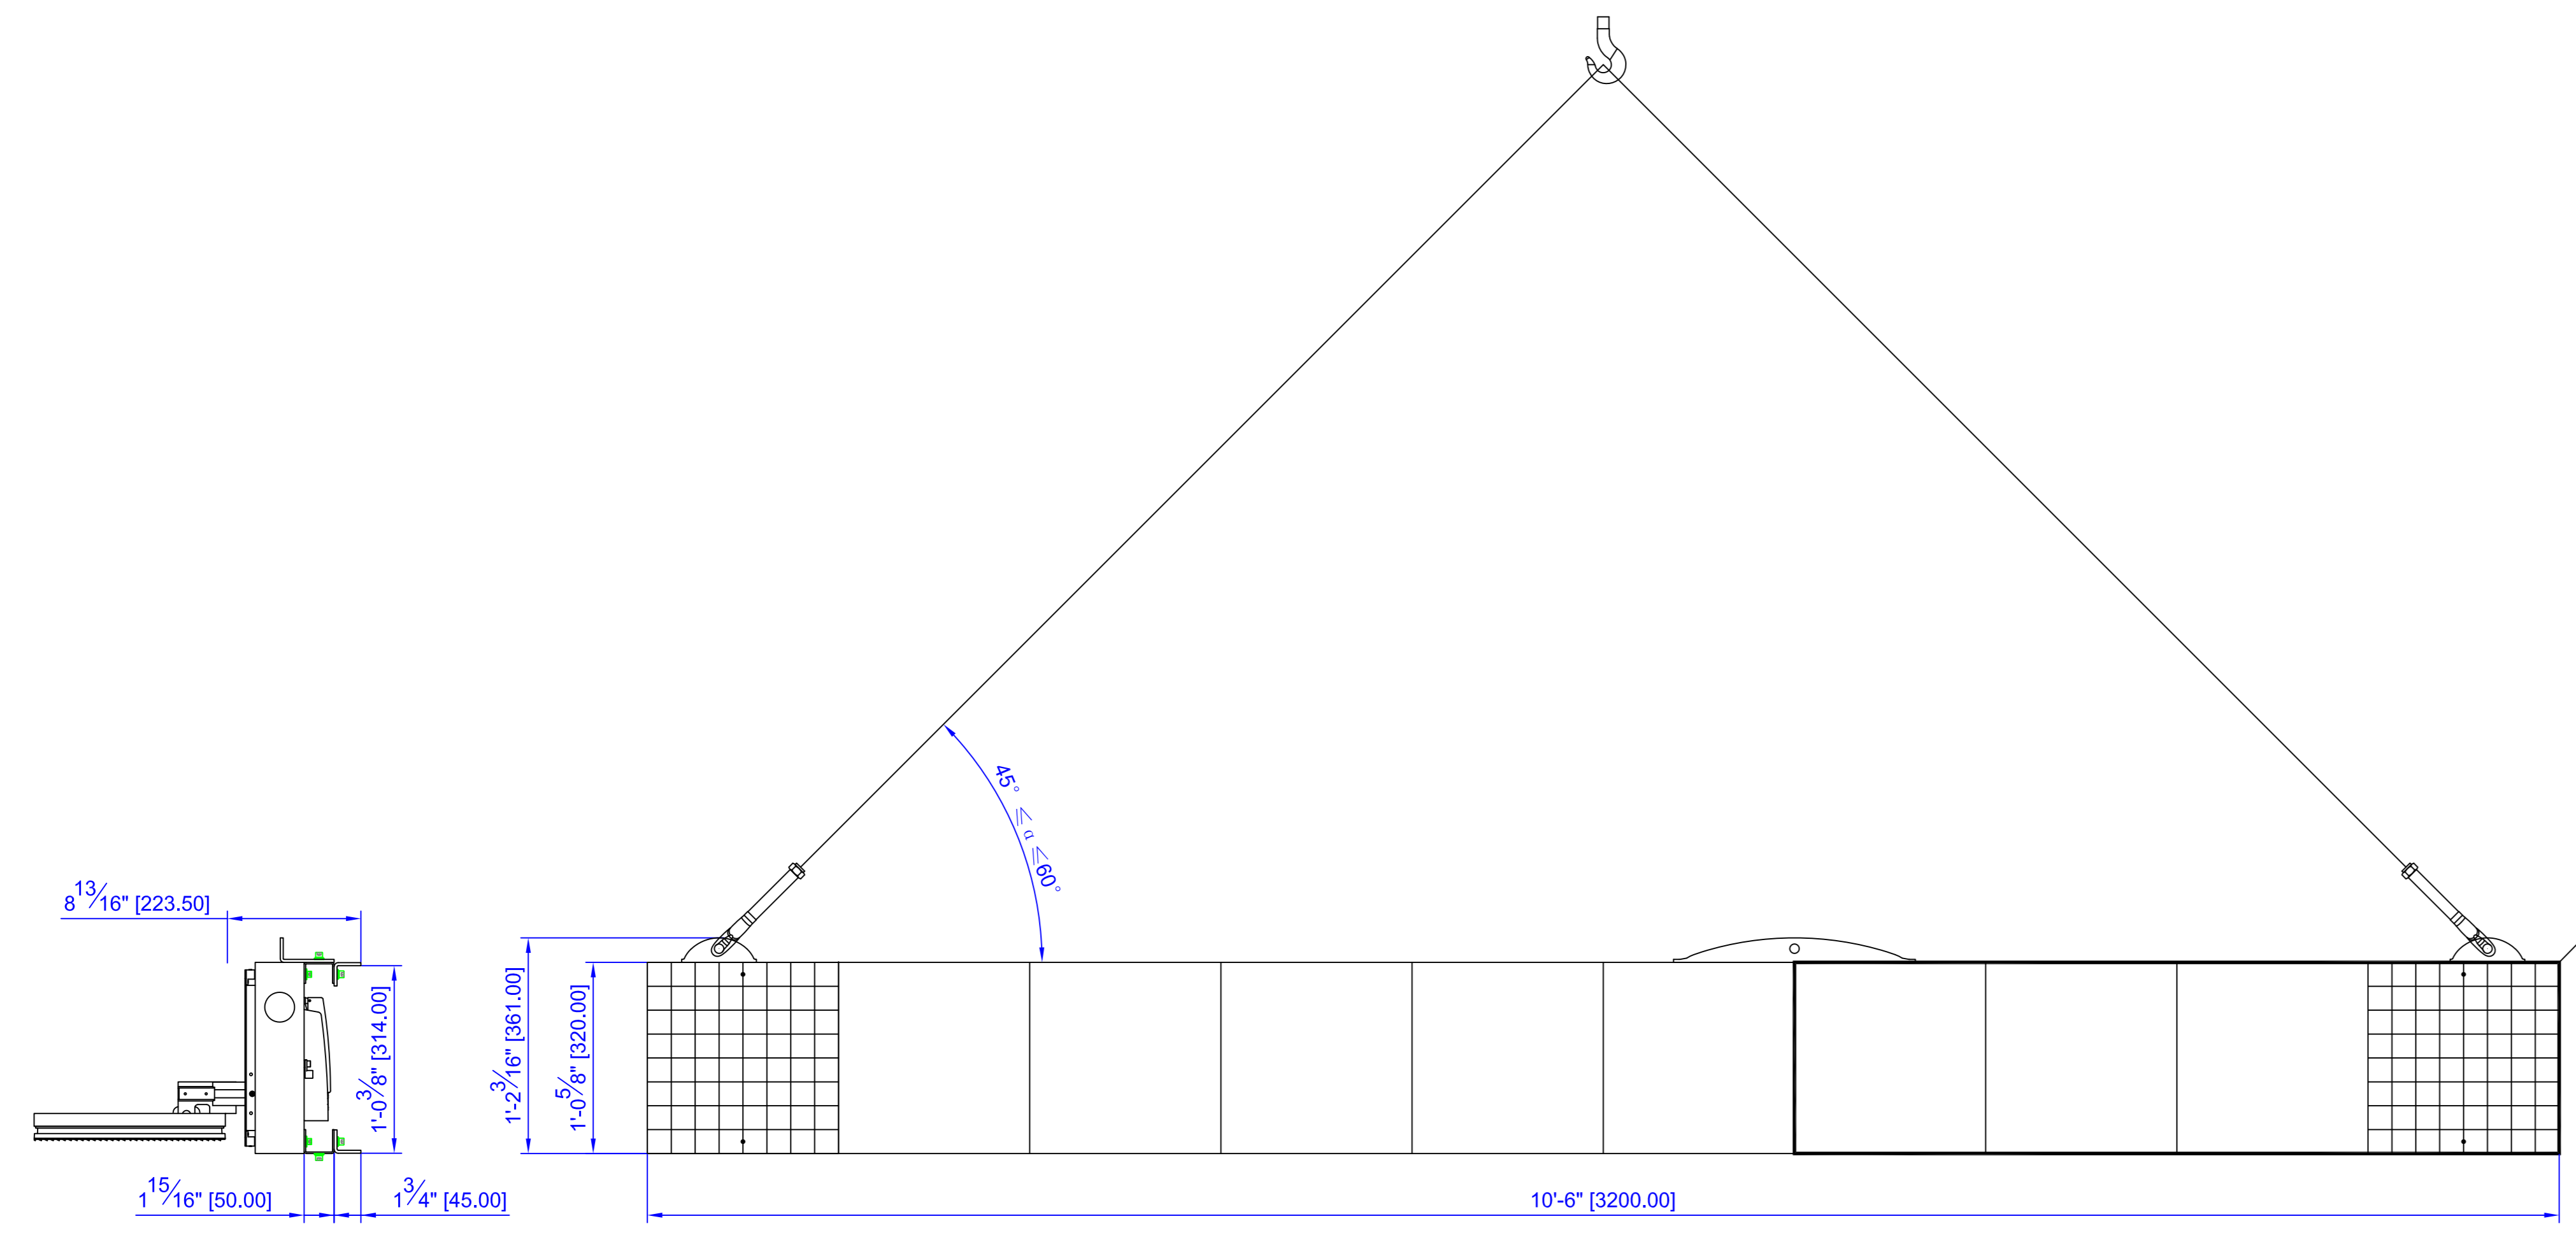 45° ≤ α ≤60°
8 13/16" [223.50]
1'-0 3/8" [314.00]
1'-2 3/16" [361.00]
1'-0 5/8" [320.00]
1 15/16" [50.00]
1 3/4" [45.00]
10'-6" [3200.00]